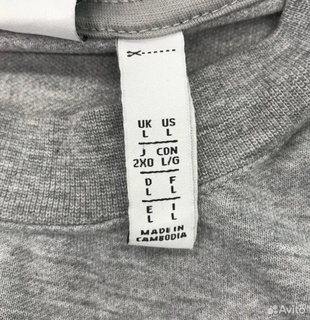 UK US
L L
J CDN
2XO L/G
D F
L L
E I
L L
MADE IN
CAMBODIA
Avito